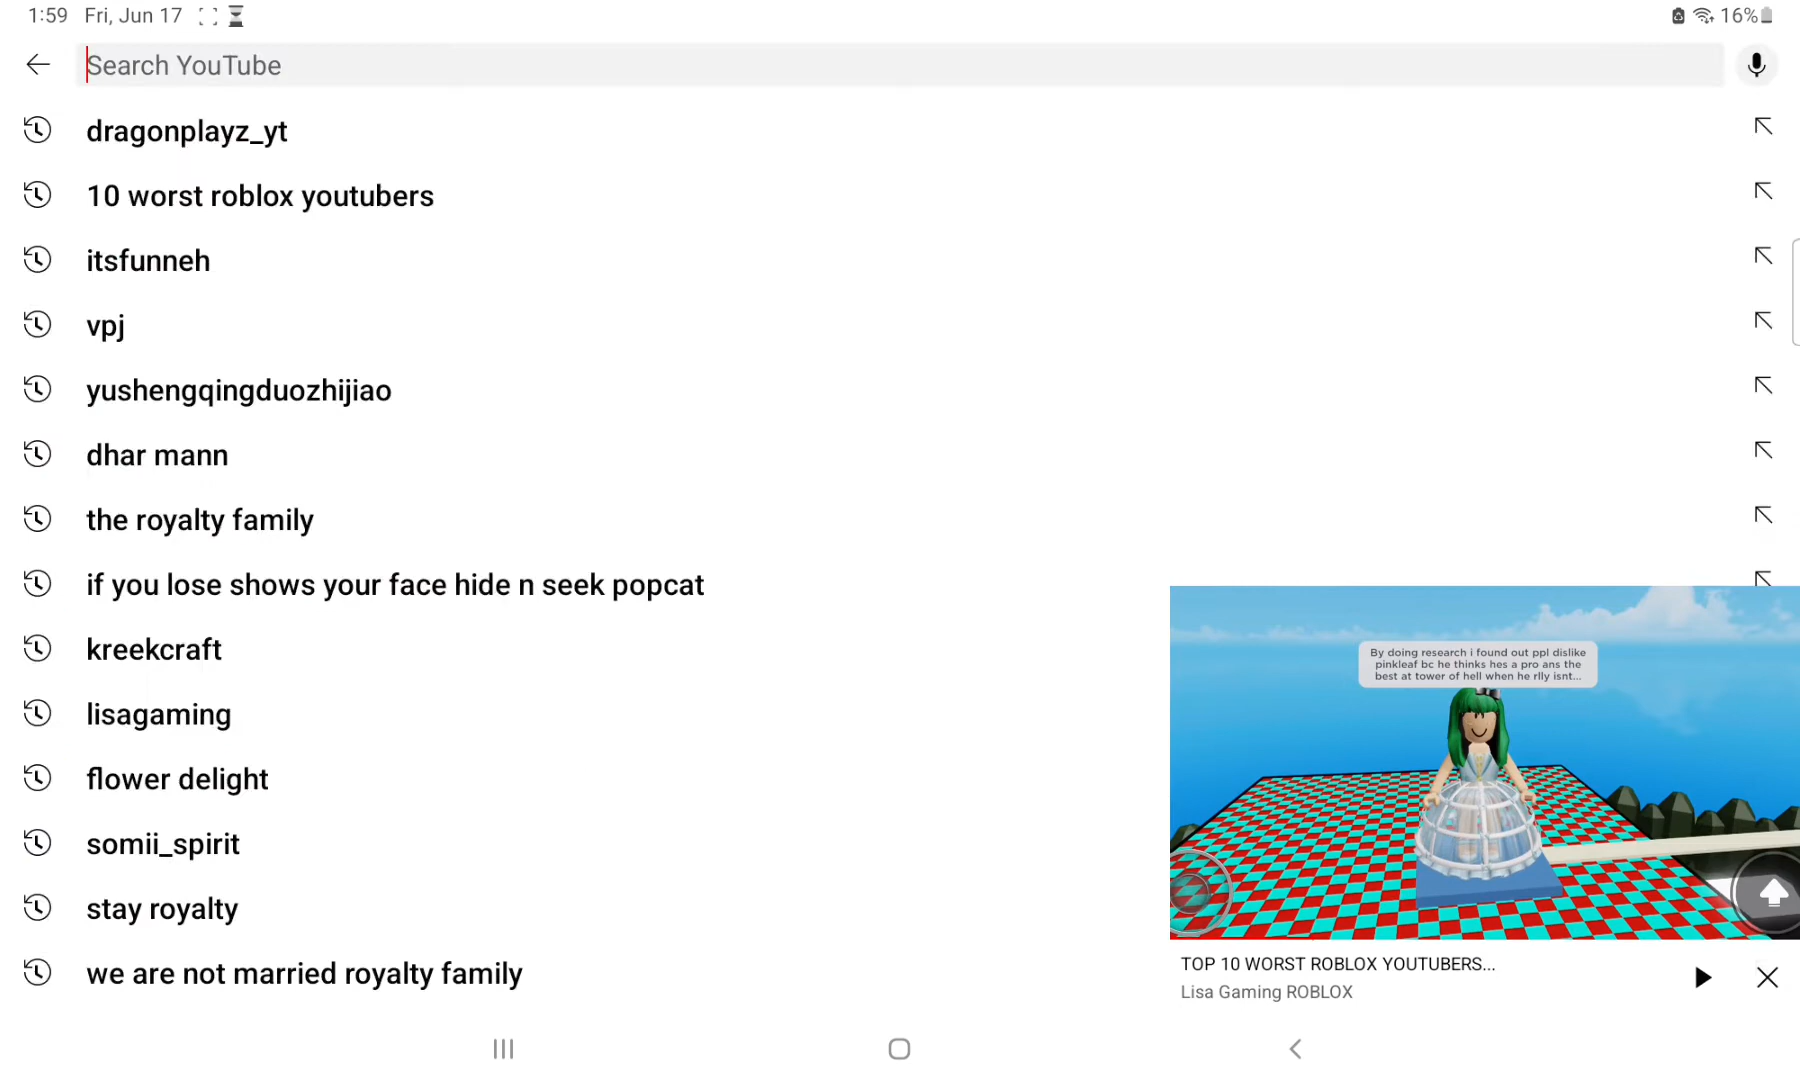 1:59 Fri, Jun 17 16%
Search YouTube
dragonplayz_yt
10 worst roblox youtubers
itsfunneh
vpj
yushengqingduozhijiao
dhar mann
the royalty family
if you lose shows your face hide n seek popcat
kreekcraft
lisagaming
flower delight
somii_spirit
stay royalty
we are not married royalty family
By doing research i found out ppl dislike
pinkleaf bc he thinks hes a pro ans the
best at tower of hell when he rlly isnt...
TOP 10 WORST ROBLOX YOUTUBERS...
Lisa Gaming ROBLOX